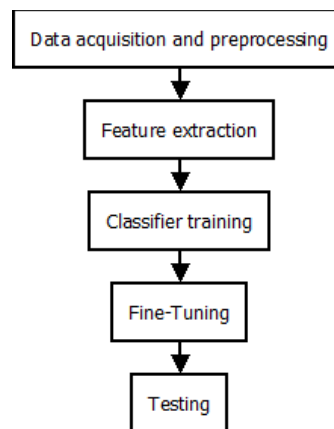 Data acquisition and preprocessing
Feature extraction
Classifier training
Fine-Tuning
Testing